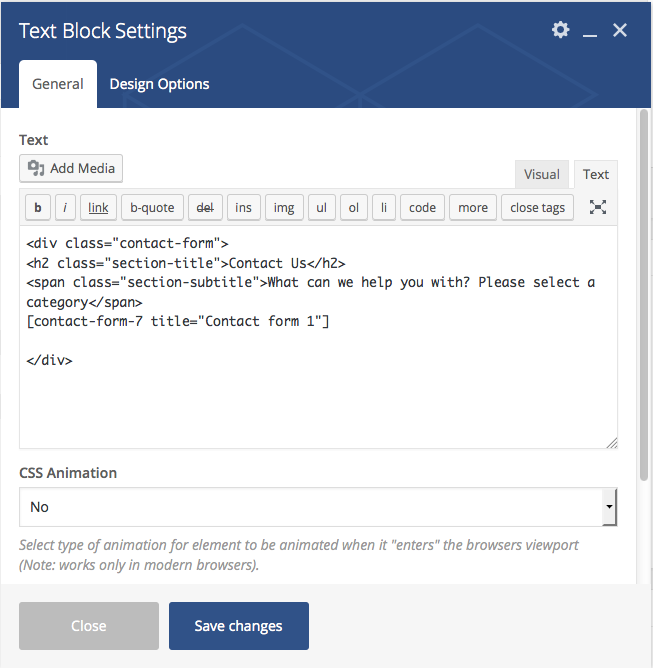 Text Block Settings
General Design Options
Text
Add Media
Visual Text
b i link b-quote del ins img ul ol li code more close tags
<div class="contact-form">
<h2 class="section-title">Contact Us</h2>
<span class="section-subtitle">What can we help you with? Please select a
category</span>
[contact-form-7 title="Contact form 1"]
</div>
CSS Animation
No
Select type of animation for element to be animated when it "enters" the browsers viewport
(Note: works only in modern browsers).
Close Save changes